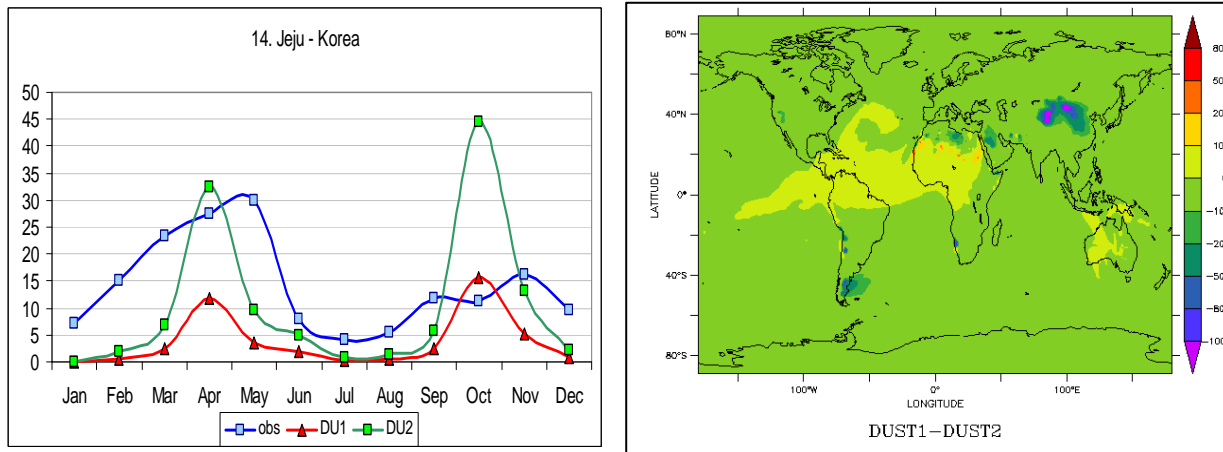 14. Jeju - Korea
50
45
40
35
30
25
20
15
10
5
0
Jan Feb Mar Apr May Jun Jul Aug Sep Oct Nov Dec
obs DU1 DU2
80°N
40°N
0°
40°S
80°S
LATITUDE
100°W 0° 100°E
LONGITUDE
DUST1−DUST2
80
50
20
10
0
-10
-20
-50
-80
-100